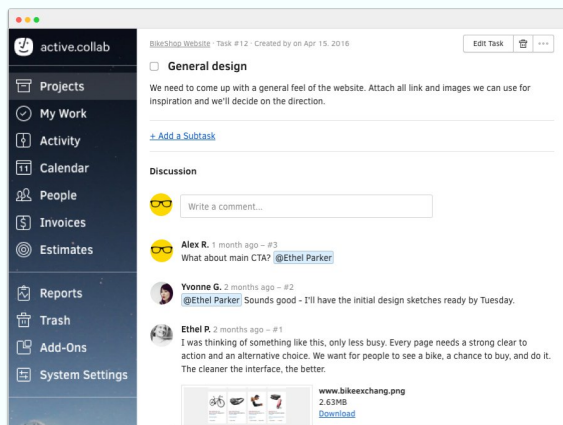 active.collab
Projects
My Work
Activity
11
Calendar
People
Invoices
Estimates
Reports
Trash
Add-Ons
System Settings
BikeShop Website · Task #12 · Created by on Apr 15. 2016
Edit Task
General design
We need to come up with a general feel of the website. Attach all link and images we can use for
inspiration and we'll decide on the direction.
+ Add a Subtask
Discussion
Write a comment...
Alex R. 1 month ago – #3
What about main CTA? @Ethel Parker
Yvonne G. 2 months ago – #2
@Ethel Parker Sounds good - I'll have the initial design sketches ready by Tuesday.
Ethel P. 2 months ago – #1
I was thinking of something like this, only less busy. Every page needs a strong clear to
action and an alternative choice. We want for people to see a bike, a chance to buy, and do it.
The cleaner the interface, the better.
www.bikeexchang.png
2.63MB
Download